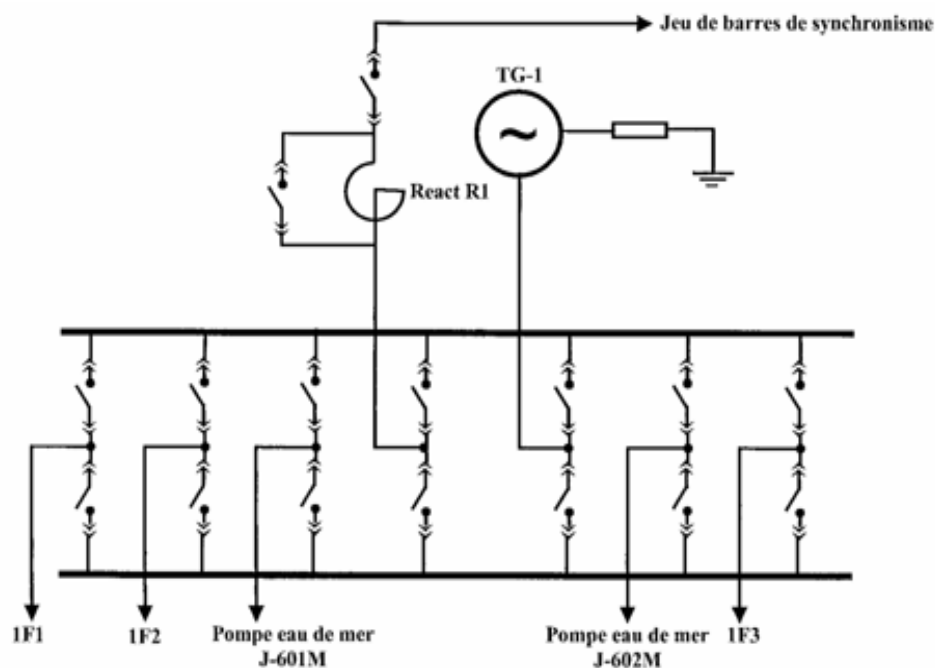 Jeu de barres de synchronisme
TG-1
~
React R1
1F1
1F2
Pompe eau de mer
J-601M
Pompe eau de mer
J-602M
1F3